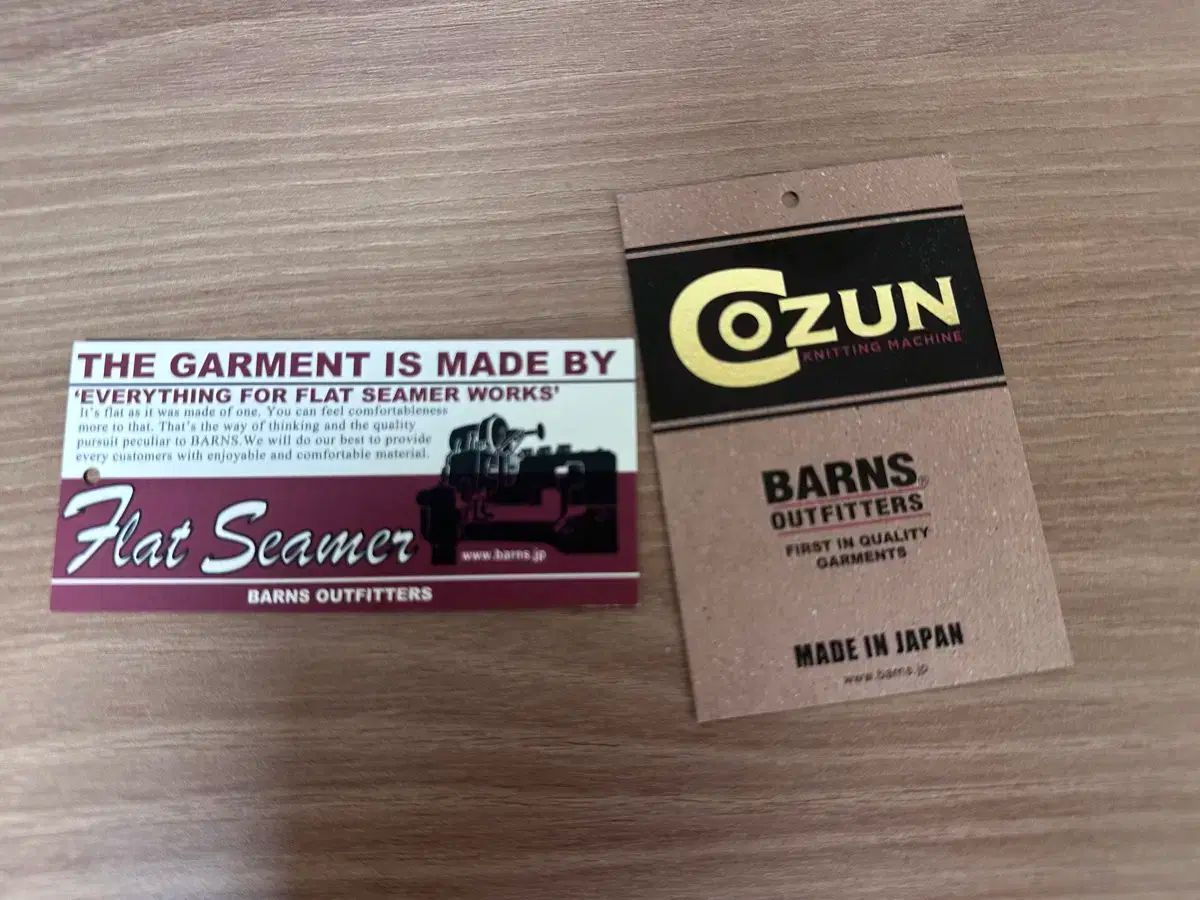 THE GARMENT IS MADE BY
'EVERYTHING FOR FLAT SEAMER WORKS'
It's flat as it was made of one. You can feel comfortableness
more to that. That's the way of thinking and the quality
pursuit peculiar to BARNS.We will do our best to provide
every customers with enjoyable and comfortable material.
Flat Seamer
www.barns.jp
BARNS OUTFITTERS
COZUN
KNITTING MACHINE
BARNS®
OUTFITTERS
FIRST IN QUALITY
GARMENTS
MADE IN JAPAN
www.barns.jp